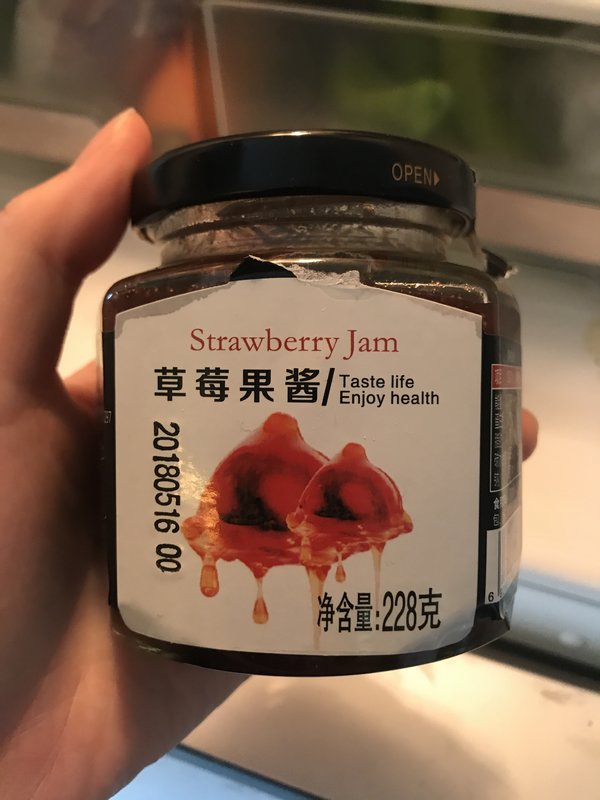 OPEN
Strawberry Jam
草莓果酱/
Taste life
Enjoy health
20180516 00
净含量:228克
6